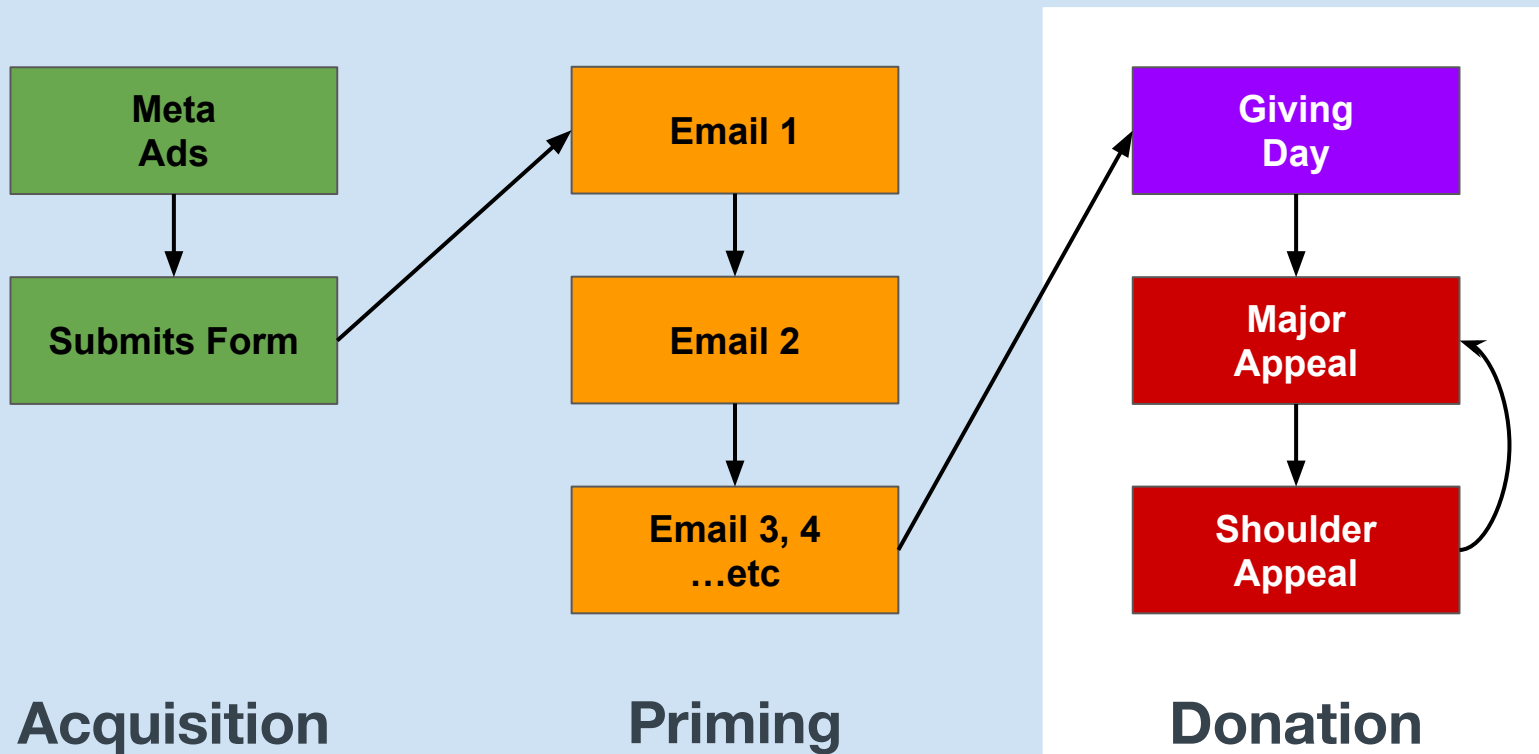 Meta
Ads
Submits Form
Acquisition
Email 1
Email 2
Email 3, 4
...etc
Priming
Giving
Day
Major
Appeal
Shoulder
Appeal
Donation